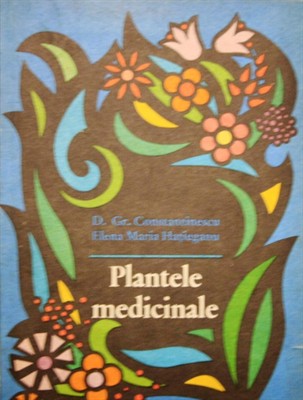 D. Gr. Constantinescu
Elena Maria Hațieganu
Plantele
medicinale